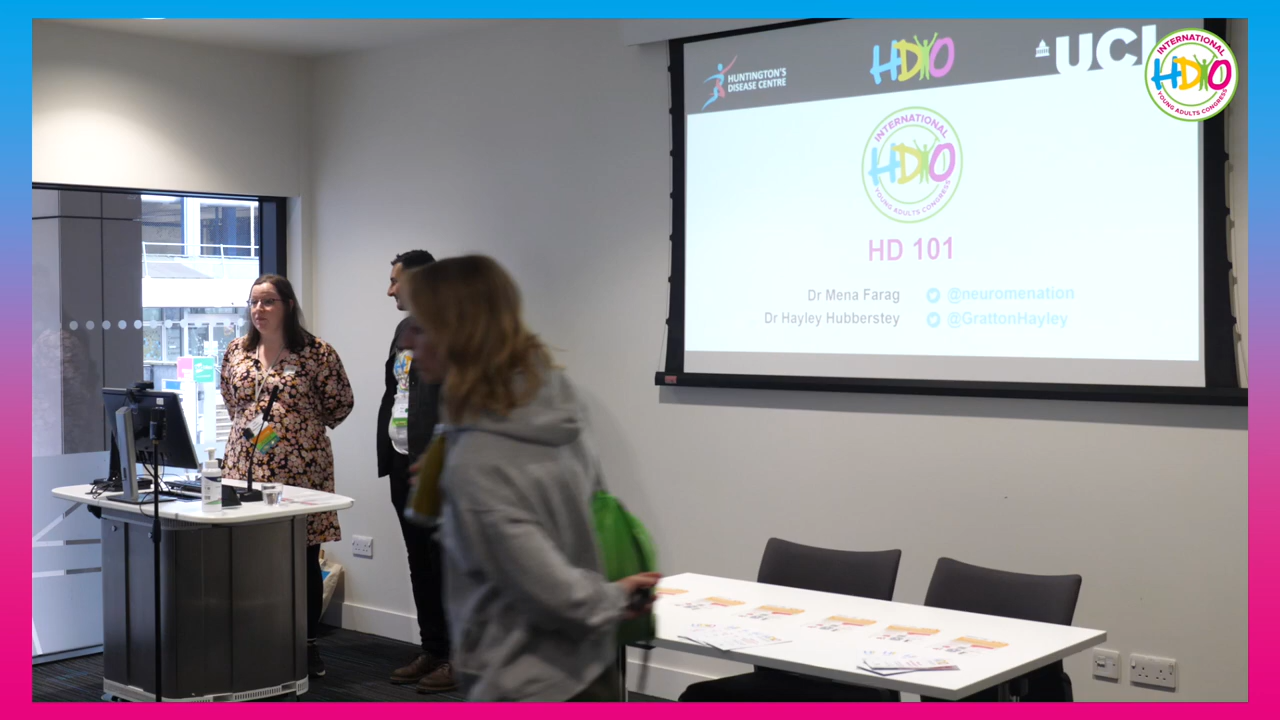 HUNTINGTON'S
DISEASE CENTRE
HDYO
UCL
INTERNATIONAL
HDYO
YOUNG ADULTS CONGRESS
INTERNATIONAL
HDYO
YOUNG ADULTS CONGRESS
HD 101
Dr Mena Farag @neuromenation
Dr Hayley Hubberstey @GrattonHayley